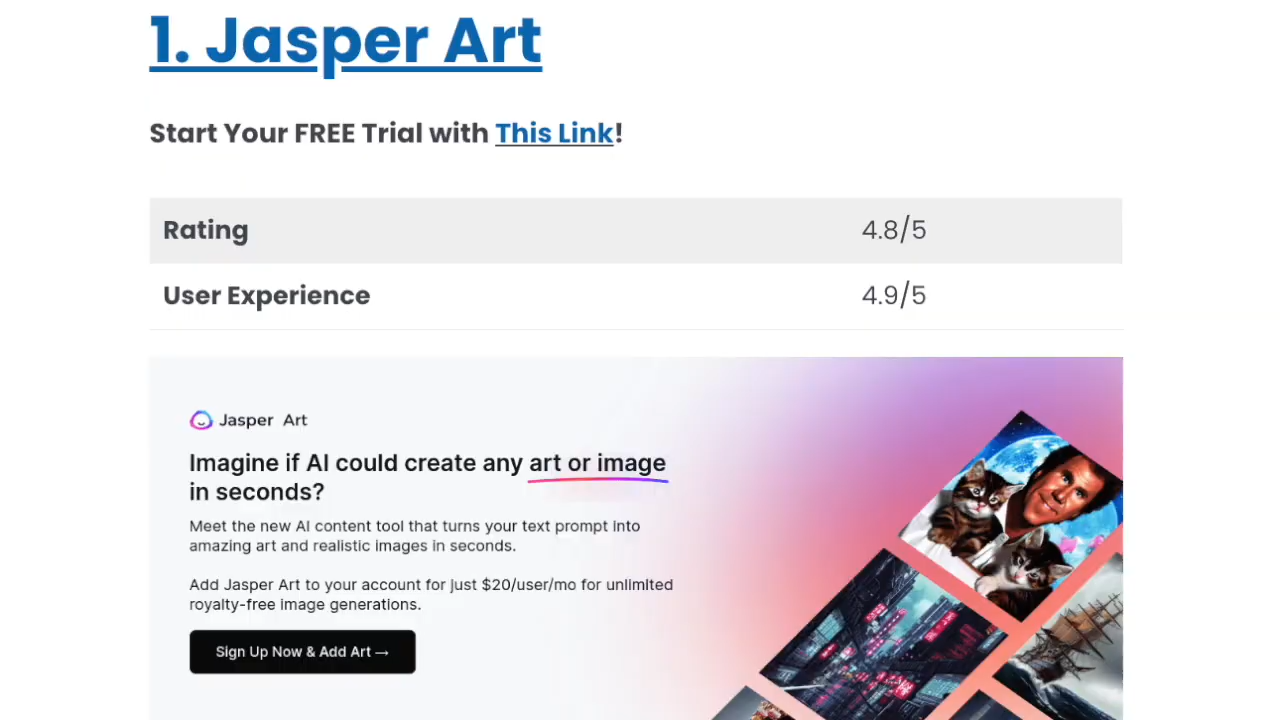 1. Jasper Art
Start Your FREE Trial with This Link!
Rating 4.8/5
User Experience 4.9/5
Jasper Art
Imagine if AI could create any art or image
in seconds?
Meet the new AI content tool that turns your text prompt into
amazing art and realistic images in seconds.
Add Jasper Art to your account for just $20/user/mo for unlimited
royalty-free image generations.
Sign Up Now & Add Art →